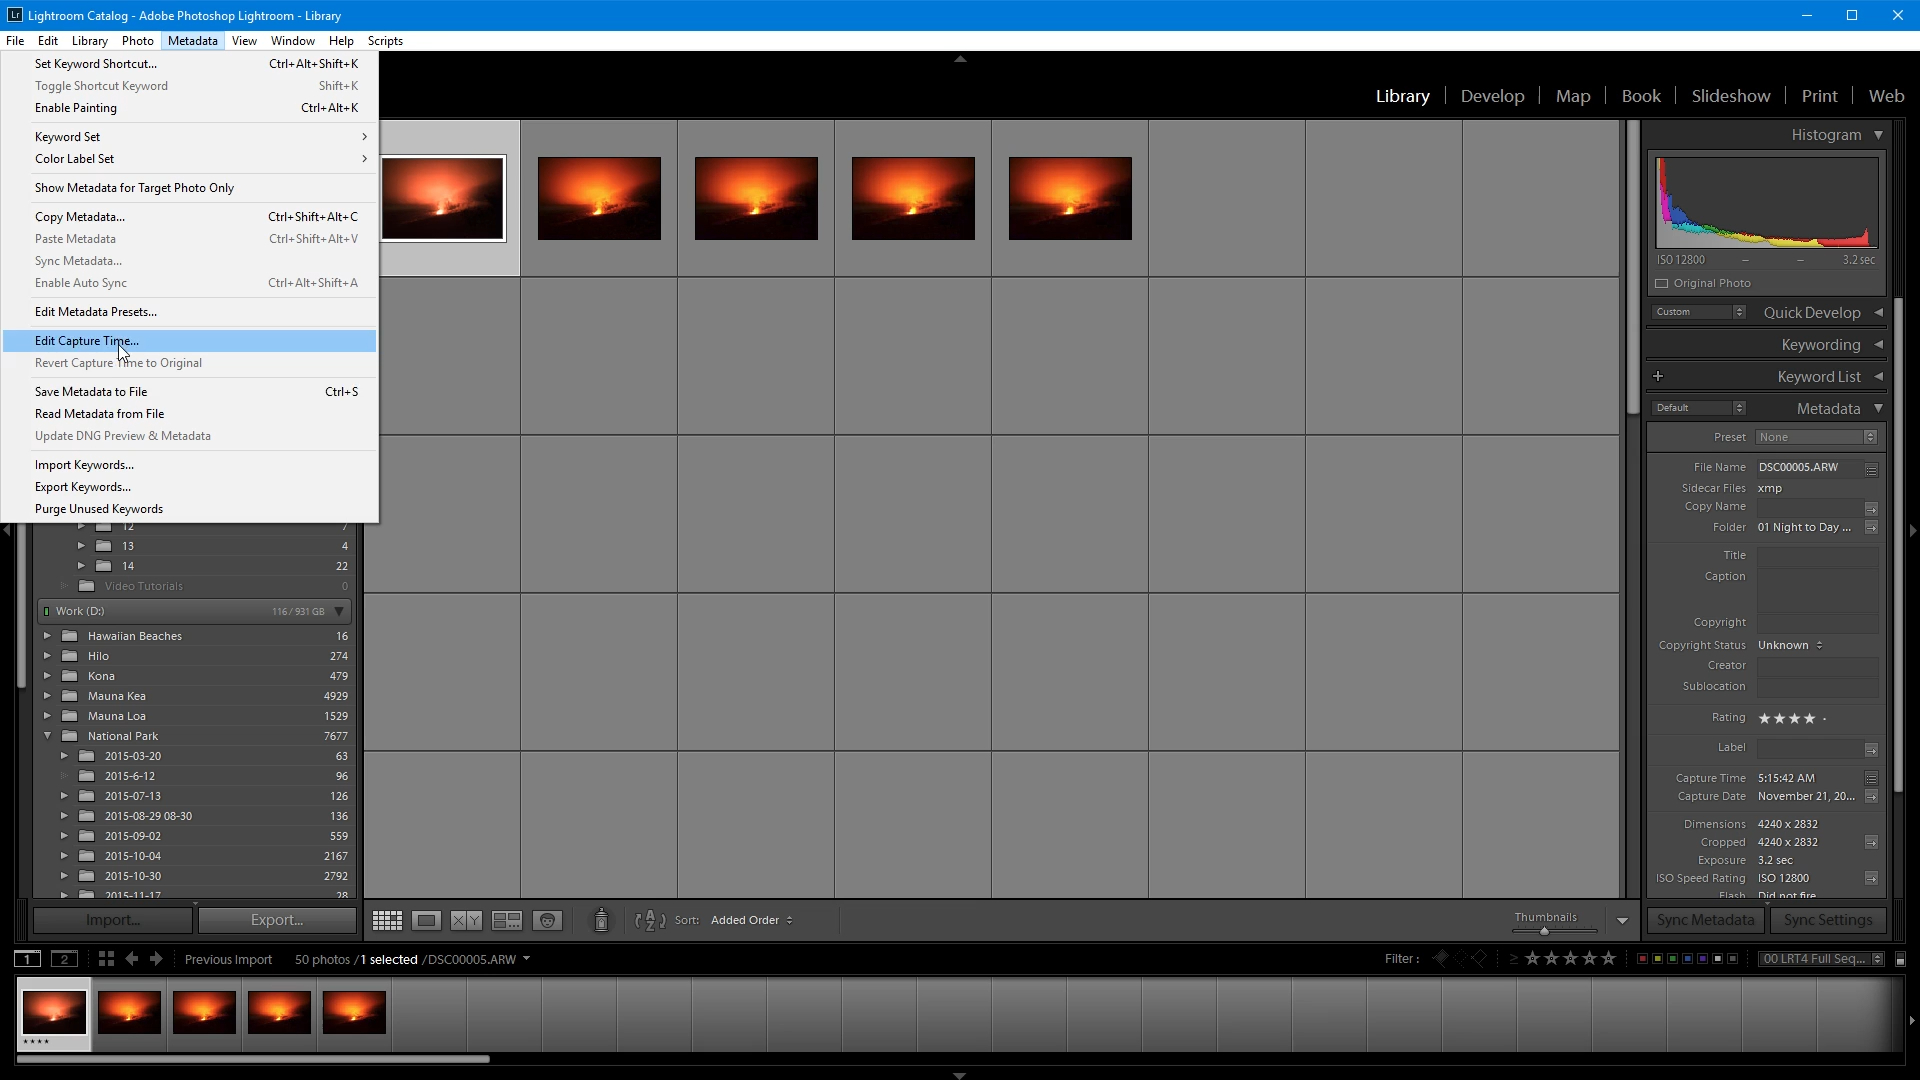 Lr Lightroom Catalog - Adobe Photoshop Lightroom - Library
File Edit Library Photo Metadata View Window Help Scripts
Set Keyword Shortcut... Ctrl+Alt+Shift+K
Toggle Shortcut Keyword Shift+K
Enable Painting Ctrl+Alt+K
Keyword Set
Color Label Set
Show Metadata for Target Photo Only
Copy Metadata... Ctrl+Shift+Alt+C
Paste Metadata Ctrl+Shift+Alt+V
Sync Metadata...
Enable Auto Sync Ctrl+Alt+Shift+A
Edit Metadata Presets...
Edit Capture Time...
Revert Capture Time to Original
Save Metadata to File Ctrl+S
Read Metadata from File
Update DNG Preview & Metadata
Import Keywords...
Export Keywords...
Purge Unused Keywords
12 7
13 4
14 22
Video Tutorials 0
Work (D:) 116 / 931 GB
Hawaiian Beaches 16
Hilo 274
Kona 479
Mauna Kea 4929
Mauna Loa 1529
National Park 7677
2015-03-20 63
2015-6-12 96
2015-07-13 126
2015-08-29 08-30 136
2015-09-02 559
2015-10-04 2167
2015-10-30 2792
2015-11-17 28
Import... Export...
Library Develop Map Book Slideshow Print Web
Histogram
ISO 12800 – – 3.2 sec
Original Photo
Custom Quick Develop
Keywording
+ Keyword List
Default Metadata
Preset None
File Name DSC00005.ARW
Sidecar Files xmp
Copy Name
Folder 01 Night to Day ...
Title
Caption
Copyright
Copyright Status Unknown
Creator
Sublocation
Rating ★★★★ ·
Label
Capture Time 5:15:42 AM
Capture Date November 21, 20...
Dimensions 4240 x 2832
Cropped 4240 x 2832
Exposure 3.2 sec
ISO Speed Rating ISO 12800
Flash Did not fire
Sync Metadata Sync Settings
XY AZ Sort: Added Order Thumbnails
1 2 Previous Import 50 photos / 1 selected / DSC00005.ARW Filter : ≥ ★★★★★ 00 LRT4 Full Seq...
★★★★